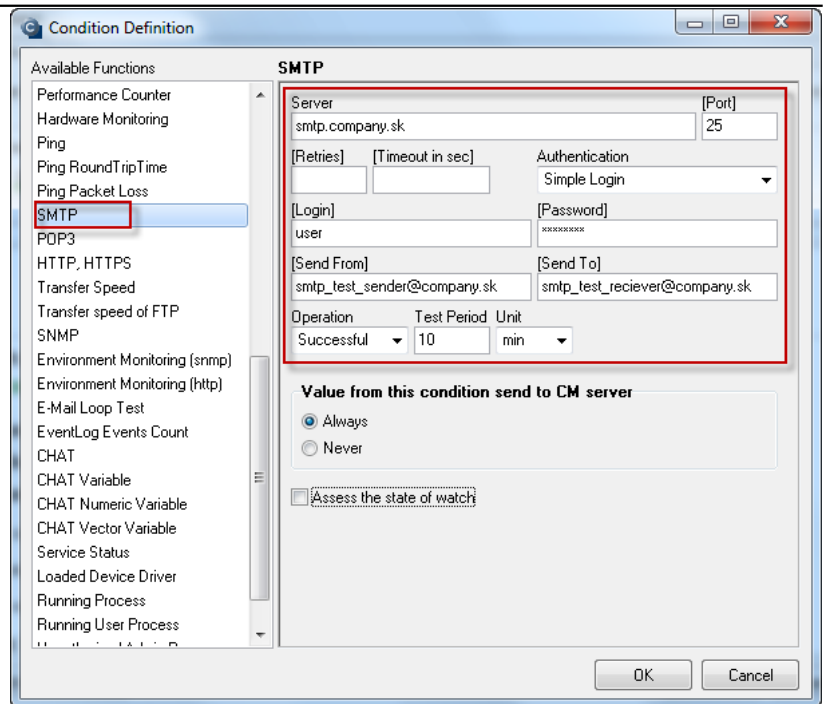 Condition Definition
Available Functions
Performance Counter
Hardware Monitoring
Ping
Ping RoundTripTime
Ping Packet Loss
SMTP
POP3
HTTP, HTTPS
Transfer Speed
Transfer speed of FTP
SNMP
Environment Monitoring (snmp)
Environment Monitoring (http)
E-Mail Loop Test
EventLog Events Count
CHAT
CHAT Variable
CHAT Numeric Variable
CHAT Vector Variable
Service Status
Loaded Device Driver
Running Process
Running User Process
SMTP
Server [Port]
smtp.company.sk 25
[Retries] [Timeout in sec] Authentication
Simple Login
[Login] [Password]
user ××××××××
[Send From] [Send To]
smtp_test_sender@company.sk smtp_test_reciever@company.sk
Operation Test Period Unit
Successful 10 min
Value from this condition send to CM server
Always
Never
Assess the state of watch
OK Cancel